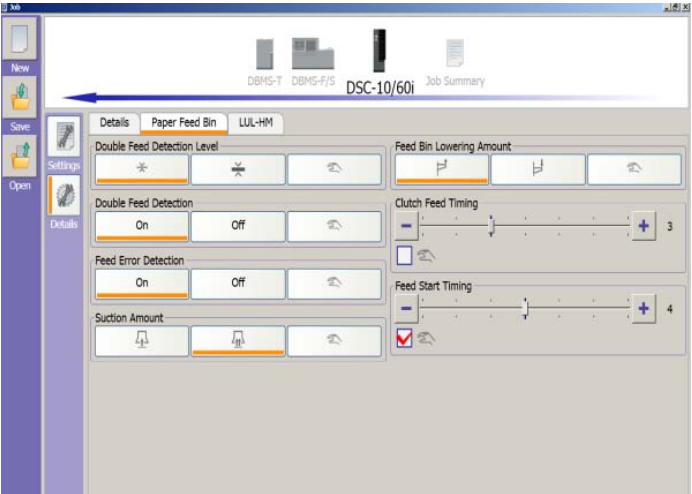 Job
New
Save
Open
DBMS-T
DBMS-F/S
DSC-10/60i
Job Summary
Settings
Details
Details
Paper Feed Bin
LUL-HM
Double Feed Detection Level
Double Feed Detection
On
Off
Feed Error Detection
On
Off
Suction Amount
Feed Bin Lowering Amount
Clutch Feed Timing
3
Feed Start Timing
4